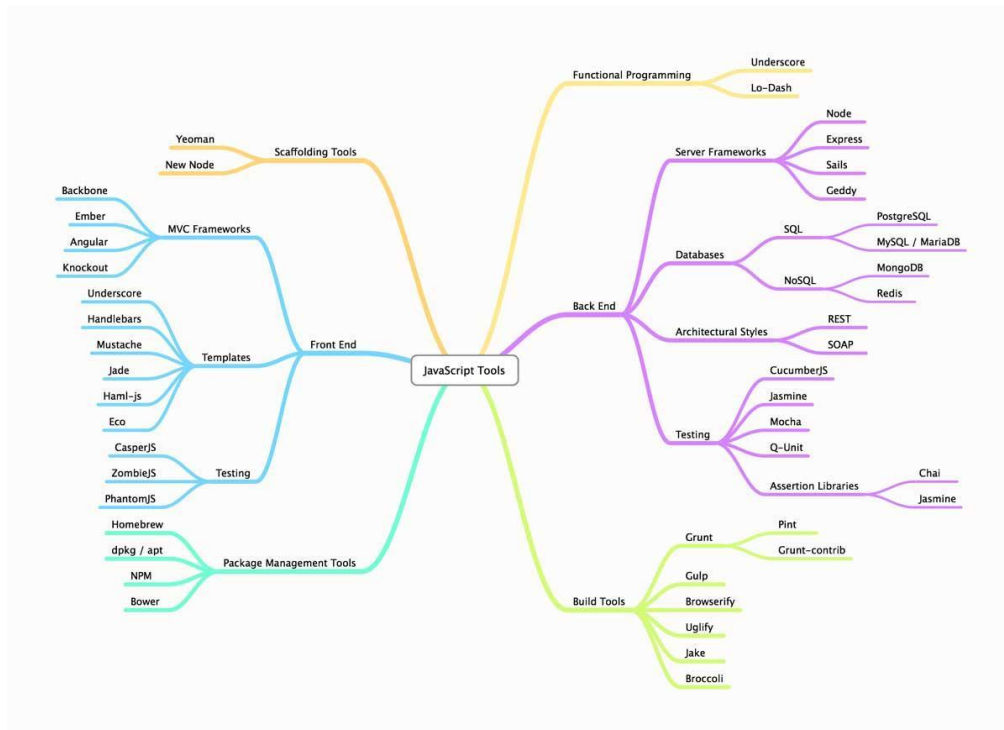 JavaScript Tools
Functional Programming
Underscore
Lo-Dash
Back End
Server Frameworks
Node
Express
Sails
Geddy
Databases
SQL
PostgreSQL
MySQL / MariaDB
NoSQL
MongoDB
Redis
Architectural Styles
REST
SOAP
Testing
CucumberJS
Jasmine
Mocha
Q-Unit
Assertion Libraries
Chai
Jasmine
Build Tools
Grunt
Pint
Grunt-contrib
Gulp
Browserify
Uglify
Jake
Broccoli
Scaffolding Tools
Yeoman
New Node
Front End
MVC Frameworks
Backbone
Ember
Angular
Knockout
Templates
Underscore
Handlebars
Mustache
Jade
Haml-js
Eco
Testing
CasperJS
ZombieJS
PhantomJS
Package Management Tools
Homebrew
dpkg / apt
NPM
Bower